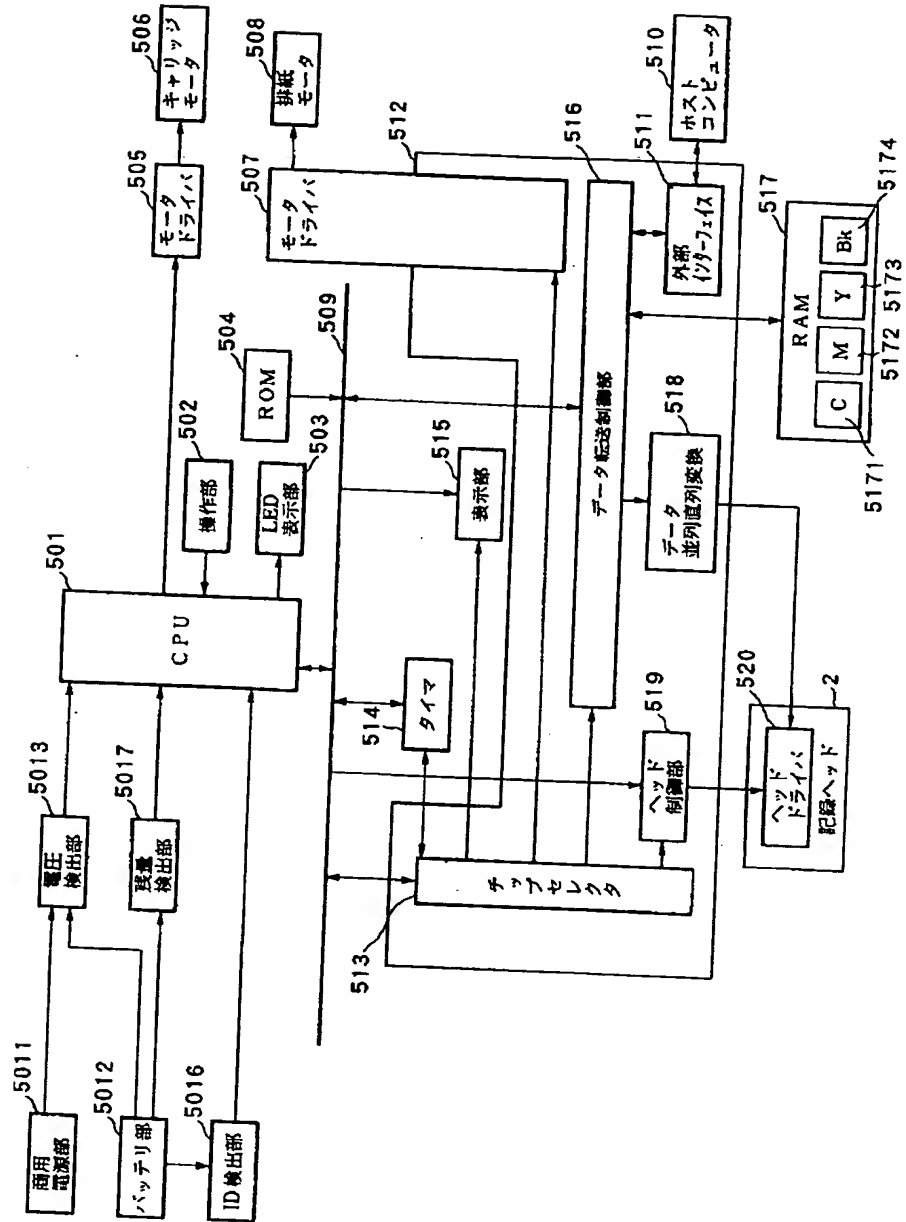 5011
商用
電源部
5012
バッテリ部
5016
ID検出部
5013
電圧
検出部
5017
残量
検出部
501
CPU
502
操作部
503
LED
表示部
504
ROM
505
モータ
ドライバ
506
キャリッジ
モータ
507
モータ
ドライバ
508
排紙
モータ
509
510
ホスト
コンピュータ
511
外部
インターフェイス
512
513
チップセレクタ
514
タイマ
515
表示部
516
データ転送制御部
517
RAM
C
M
Y
Bk
5171
5172
5173
5174
518
データ
並列直列変換
519
ヘッド
制御部
520
ヘッド
ドライバ
記録ヘッド
2